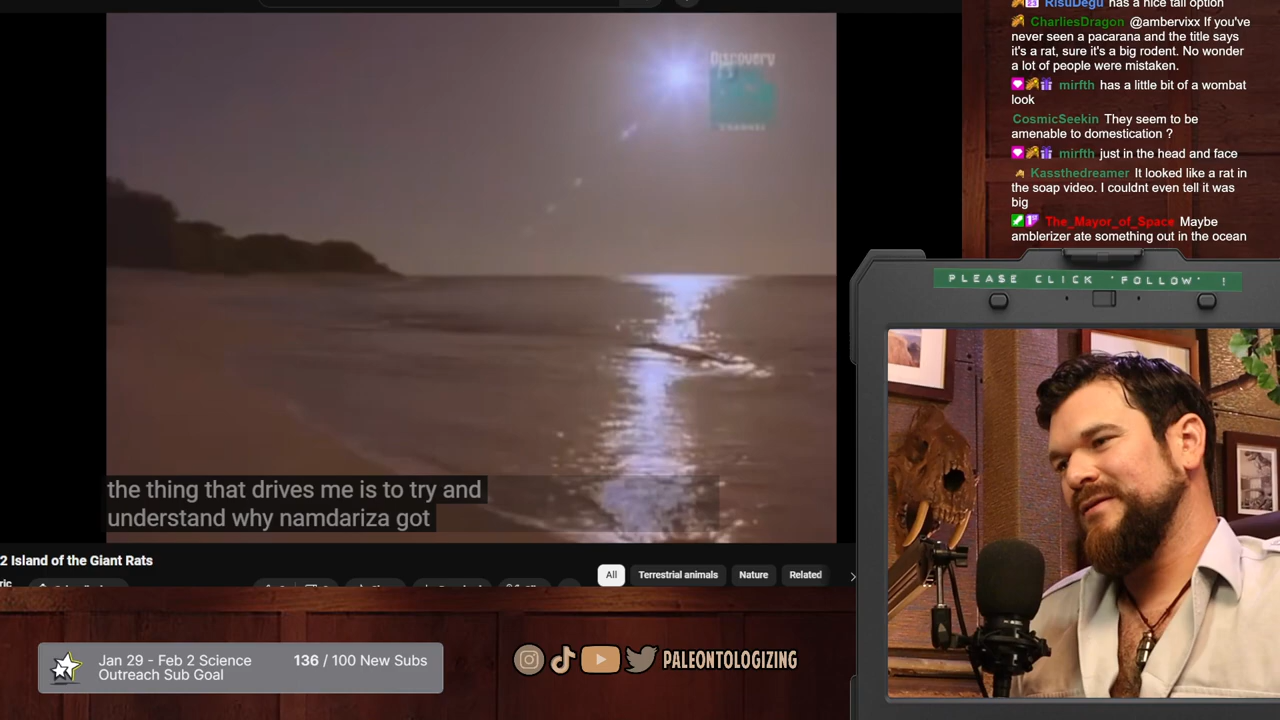 Discovery
CHANNEL
the thing that drives me is to try and
understand why namdariza got
2 Island of the Giant Rats
All
Terrestrial animals
Nature
Related
Jan 29 - Feb 2 Science
Outreach Sub Goal
136 / 100 New Subs
PALEONTOLOGIZING
RisuDegu has a nice tail option
CharliesDragon @ambervixx If you've
never seen a pacarana and the title says
it's a rat, sure it's a big rodent. No wonder
a lot of people were mistaken.
mirfth has a little bit of a wombat
look
CosmicSeekin They seem to be
amenable to domestication ?
mirfth just in the head and face
Kassthedreamer It looked like a rat in
the soap video. I couldnt even tell it was
big
The_Mayor_of_Space Maybe
amblerizer ate something out in the ocean
PLEASE CLICK 'FOLLOW' !